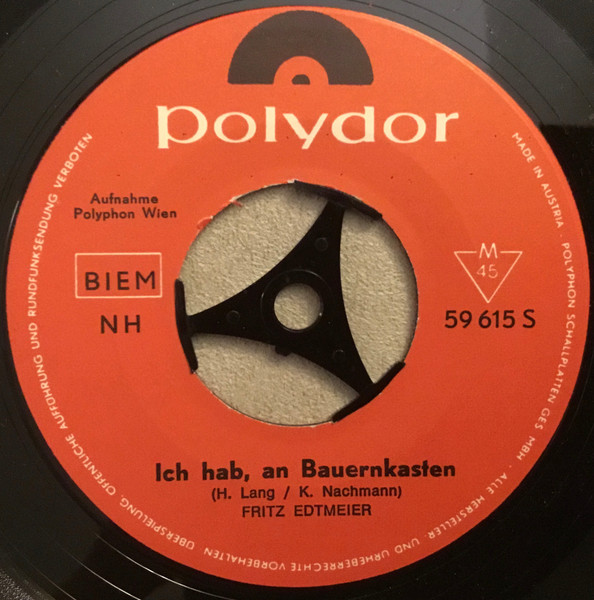 polydor
Aufnahme
Polyphon Wien
BIEM
NH
M
45
59 615 S
Ich hab, an Bauernkasten
(H. Lang / K. Nachmann)
FRITZ EDTMEIER
MADE IN AUSTRIA · POLYPHON SCHALLPLATTEN GES MBH · ALLE HERSTELLER- UND URHEBERRECHTE VORBEHALTEN ÜBERSPIELUNG, ÖFFENTLICHE AUFFÜHRUNG UND RUNDFUNKSENDUNG VERBOTEN